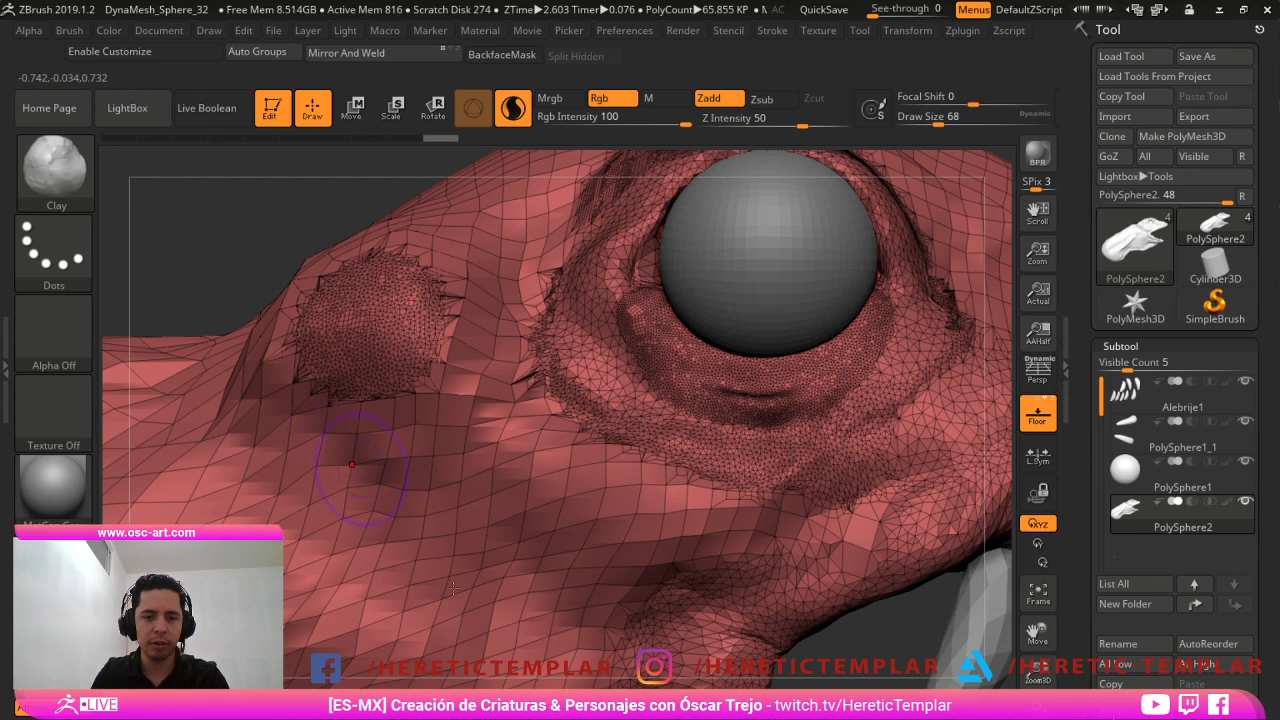 ZBrush 2019.1.2 DynaMesh_Sphere_32 • Free Mem 8.514GB • Active Mem 816 • Scratch Disk 274 • ZTime▶2.603 Timer▶0.076 • PolyCount▶65.855 KP • M AC QuickSave See-through 0 Menus DefaultZScript
Alpha Brush Color Document Draw Edit File Layer Light Macro Marker Material Movie Picker Preferences Render Stencil Stroke Texture Tool Transform Zplugin Zscript
Tool
Enable Customize Auto Groups Mirror And Weld BackfaceMask Split Hidden
-0.742,-0.034,0.732
Home Page LightBox Live Boolean Edit Draw Move Scale Rotate
Mrgb Rgb M Zadd Zsub Zcut
Rgb Intensity 100 Z Intensity 50
Focal Shift 0
Draw Size 68 Dynamic
Clay
Dots
Alpha Off
Texture Off
BPR
SPix 3
Scroll
Zoom
Actual
AAHalf
Dynamic
Persp
Floor
L.Sym
XYZ
Frame
Move
Zoom3D
Load Tool Save As
Load Tools From Project
Copy Tool Paste Tool
Import Export
Clone Make PolyMesh3D
GoZ All Visible R
Lightbox▶Tools
PolySphere2. 48 R
4 4
PolySphere2
PolySphere2 Cylinder3D
PolyMesh3D SimpleBrush
Subtool
Visible Count 5
Alebrije1
PolySphere1_1
PolySphere1
PolySphere2
List All
New Folder
Rename AutoReorder
Copy Paste
www.osc-art.com
/HERETICTEMPLAR /HERETICTEMPLAR /HERETIC-TEMPLAR
LIVE [ES-MX] Creación de Criaturas & Personajes con Óscar Trejo - twitch.tv/HereticTemplar